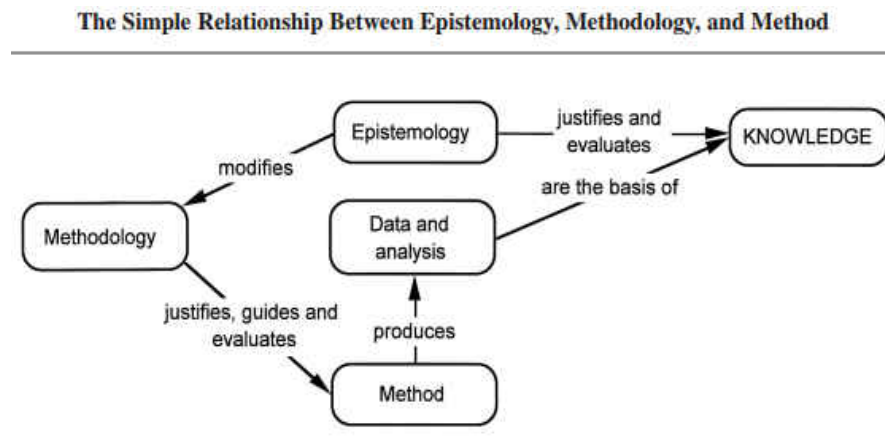 The Simple Relationship Between Epistemology, Methodology, and Method
Epistemology
justifies and
evaluates
KNOWLEDGE
modifies
are the basis of
Methodology
Data and
analysis
justifies, guides and
evaluates
produces
Method